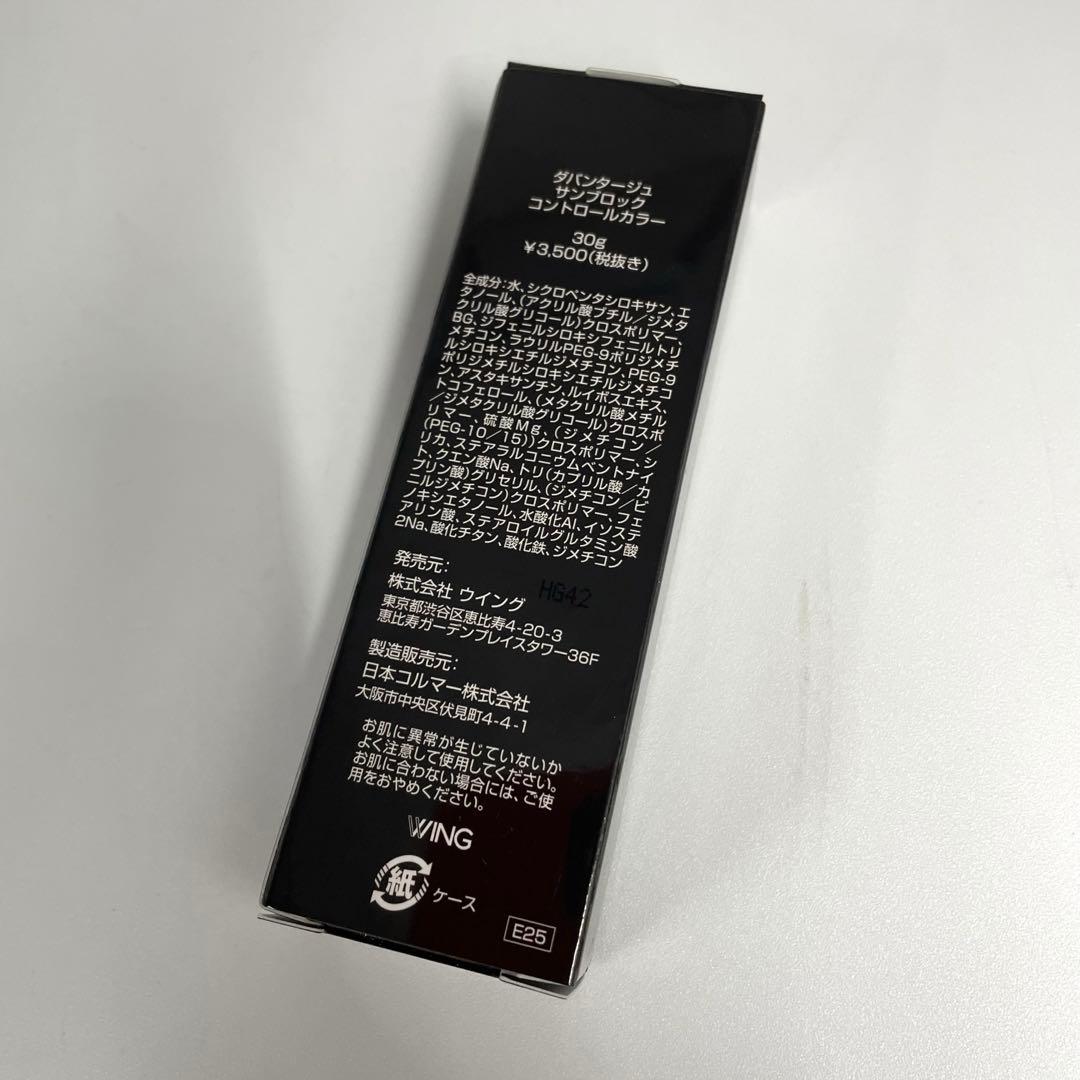 ダバンタージュ
サンブロック
コントロールカラー
30g
￥3,500(税抜き)
全成分:水、シクロペンタシロキサン、エ
タノール、(アクリル酸ブチル／ジメタ
クリル酸グリコール)クロスポリマー、
BG、ジフェニルシロキシフェニルトリ
メチコン、ラウリルPEG-9ポリジメチ
ルシロキシエチルジメチコン、PEG-9
ポリジメチルシロキシエチルジメチコ
ン、アスタキサンチン、ルイボスエキス、
トコフェロール、(メタクリル酸メチル
／ジメタクリル酸グリコール)クロスポ
リマー、硫酸Mg、(ジメチコン／
(PEG-10／15))クロスポリマー、シ
リカ、ステアラルコニウムベントナイ
ト、クエン酸Na、トリ(カプリル酸／カ
プリン酸)グリセリル、(ジメチコン／ビ
ニルジメチコン)クロスポリマー、フェ
ノキシエタノール、水酸化Al、イソステ
アリン酸、ステアロイルグルタミン酸
2Na、酸化チタン、酸化鉄、ジメチコン
発売元:
株式会社 ウイング HG42
東京都渋谷区恵比寿4-20-3
恵比寿ガーデンプレイスタワー36F
製造販売元:
日本コルマー株式会社
大阪市中央区伏見町4-4-1
お肌に異常が生じていないか
よく注意して使用してください。
お肌に合わない場合には、ご使
用をおやめください。
WING
紙 ケース
E25